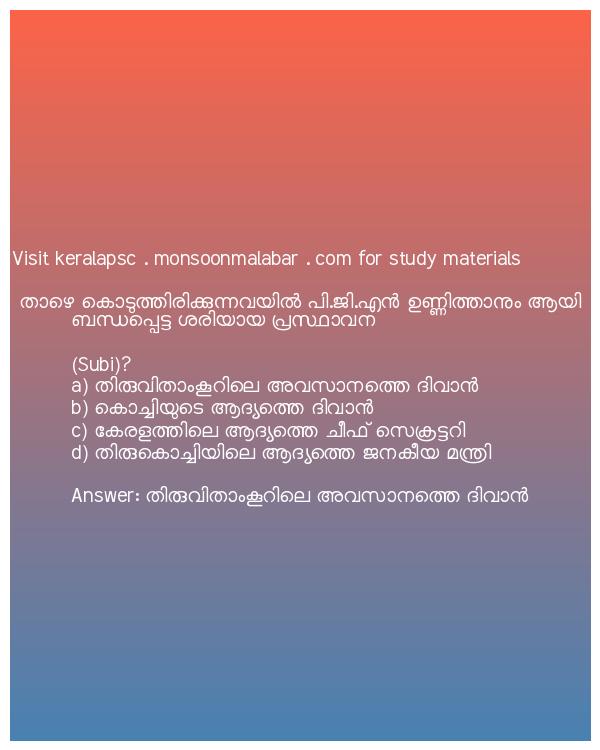 Visit keralapsc . monsoonmalabar . com for study materials
താഴെ കൊടുത്തിരിക്കുന്നവയിൽ പി.ജി.എൻ ഉണ്ണിത്താനും ആയി
ബന്ധപ്പെട്ട ശരിയായ പ്രസ്ഥാവന
(Subi)?
a) തിരുവിതാംകൂറിലെ അവസാനത്തെ ദിവാൻ
b) കൊച്ചിയുടെ ആദ്യത്തെ ദിവാൻ
c) കേരളത്തിലെ ആദ്യത്തെ ചീഫ് സെക്രട്ടറി
d) തിരുകൊച്ചിയിലെ ആദ്യത്തെ ജനകീയ മന്ത്രി
Answer: തിരുവിതാംകൂറിലെ അവസാനത്തെ ദിവാൻ